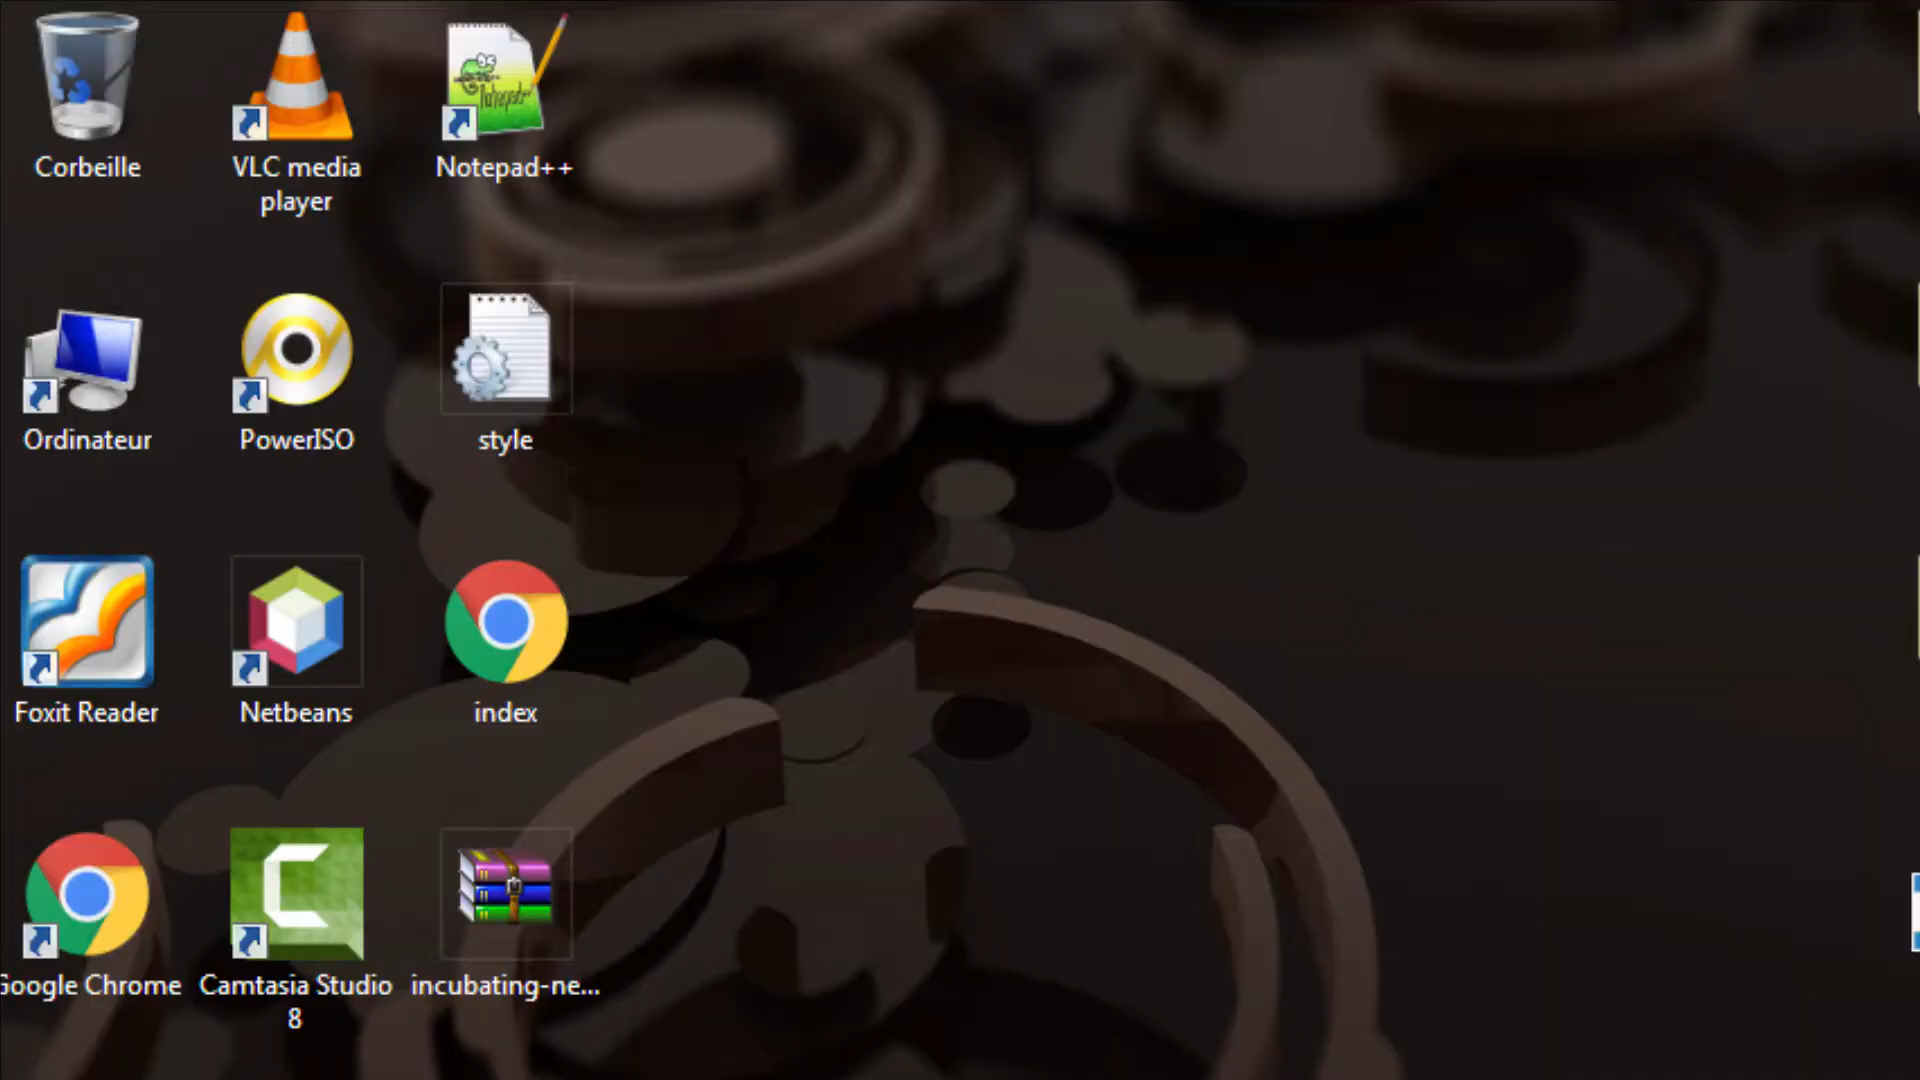 Corbeille
VLC media
player
Notepad++
Ordinateur
PowerISO
style
Foxit Reader
Netbeans
index
Google Chrome
Camtasia Studio
8
incubating-ne...